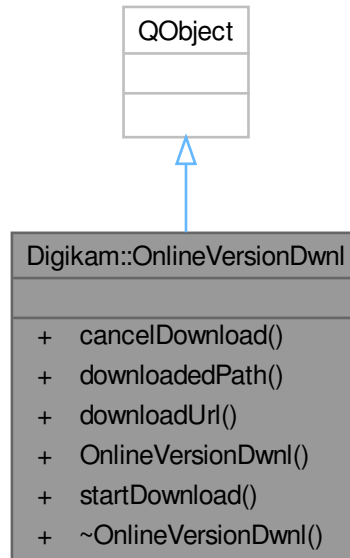 QObject
Digikam::OnlineVersionDwnl
+ cancelDownload()
+ downloadedPath()
+ downloadUrl()
+ OnlineVersionDwnl()
+ startDownload()
+ ~OnlineVersionDwnl()